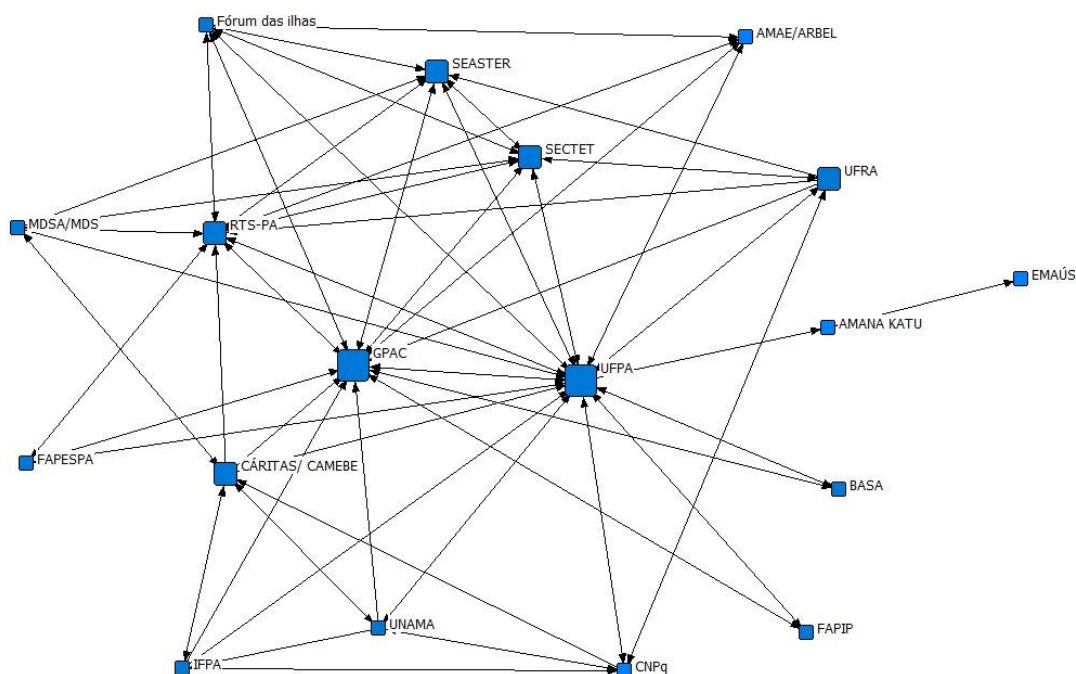 Fórum das ilhas
AMAE/ARBEL
SEASTER
SECTET
UFRA
MDSA/MDS
RTS-PA
EMAÚS
AMANA KATU
GPAC
UFPA
FAPESPA
CÁRITAS/ CAMEBE
BASA
UNAMA
FAPIP
IFPA
CNPq